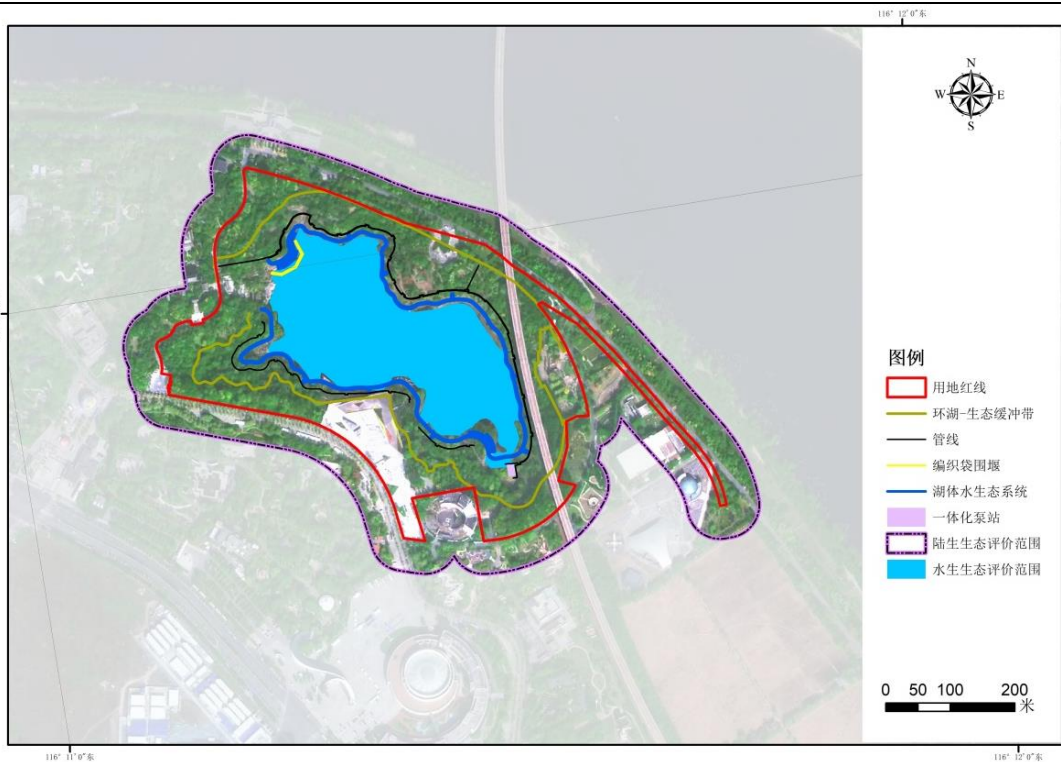 116° 12′0″东
N
W
E
S
图例
用地红线
环湖-生态缓冲带
管线
编织袋围堰
湖体水生态系统
一体化泵站
陆生生态评价范围
水生生态评价范围
0 50 100 200
米
116° 11′0″东
116° 12′0″东